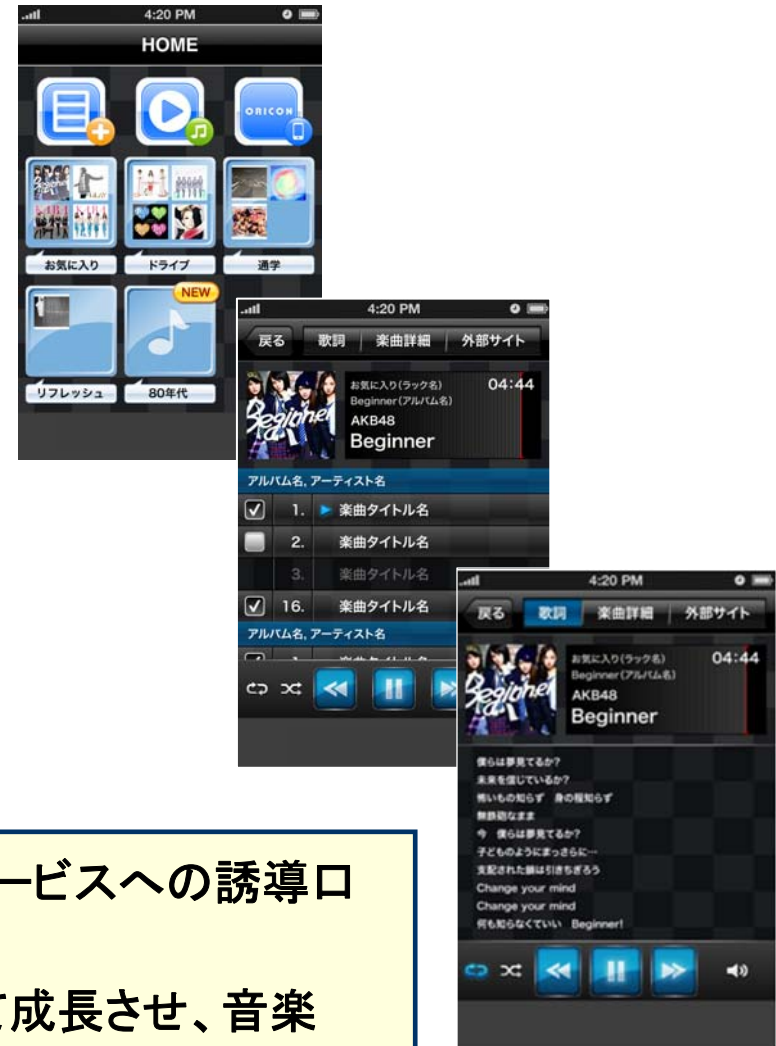 4:20 PM
HOME
ORICON
お気に入り
ドライブ
通学
NEW
リフレッシュ
80年代
4:20 PM
戻る
歌詞
楽曲詳細
外部サイト
Beginner
お気に入り(ラック名)
04:44
Beginner(アルバム名)
AKB48
Beginner
アルバム名, アーティスト名
1. 楽曲タイトル名
2. 楽曲タイトル名
3. 楽曲タイトル名
16. 楽曲タイトル名
アルバム名, アーティスト名
4:20 PM
戻る
歌詞
楽曲詳細
外部サイト
Beginner
お気に入り(ラック名)
04:44
Beginner(アルバム名)
AKB48
Beginner
僕らは夢見てるか?
未来を信じているか?
怖いもの知らず 身の程知らず
無鉄砲なまま
今 僕らは夢見てるか?
子どものようにまっさらに…
支配された鎖は引きちぎろう
Change your mind
Change your mind
何も知らなくていい Beginner!
ービスへの誘導口
て成長させ、音楽